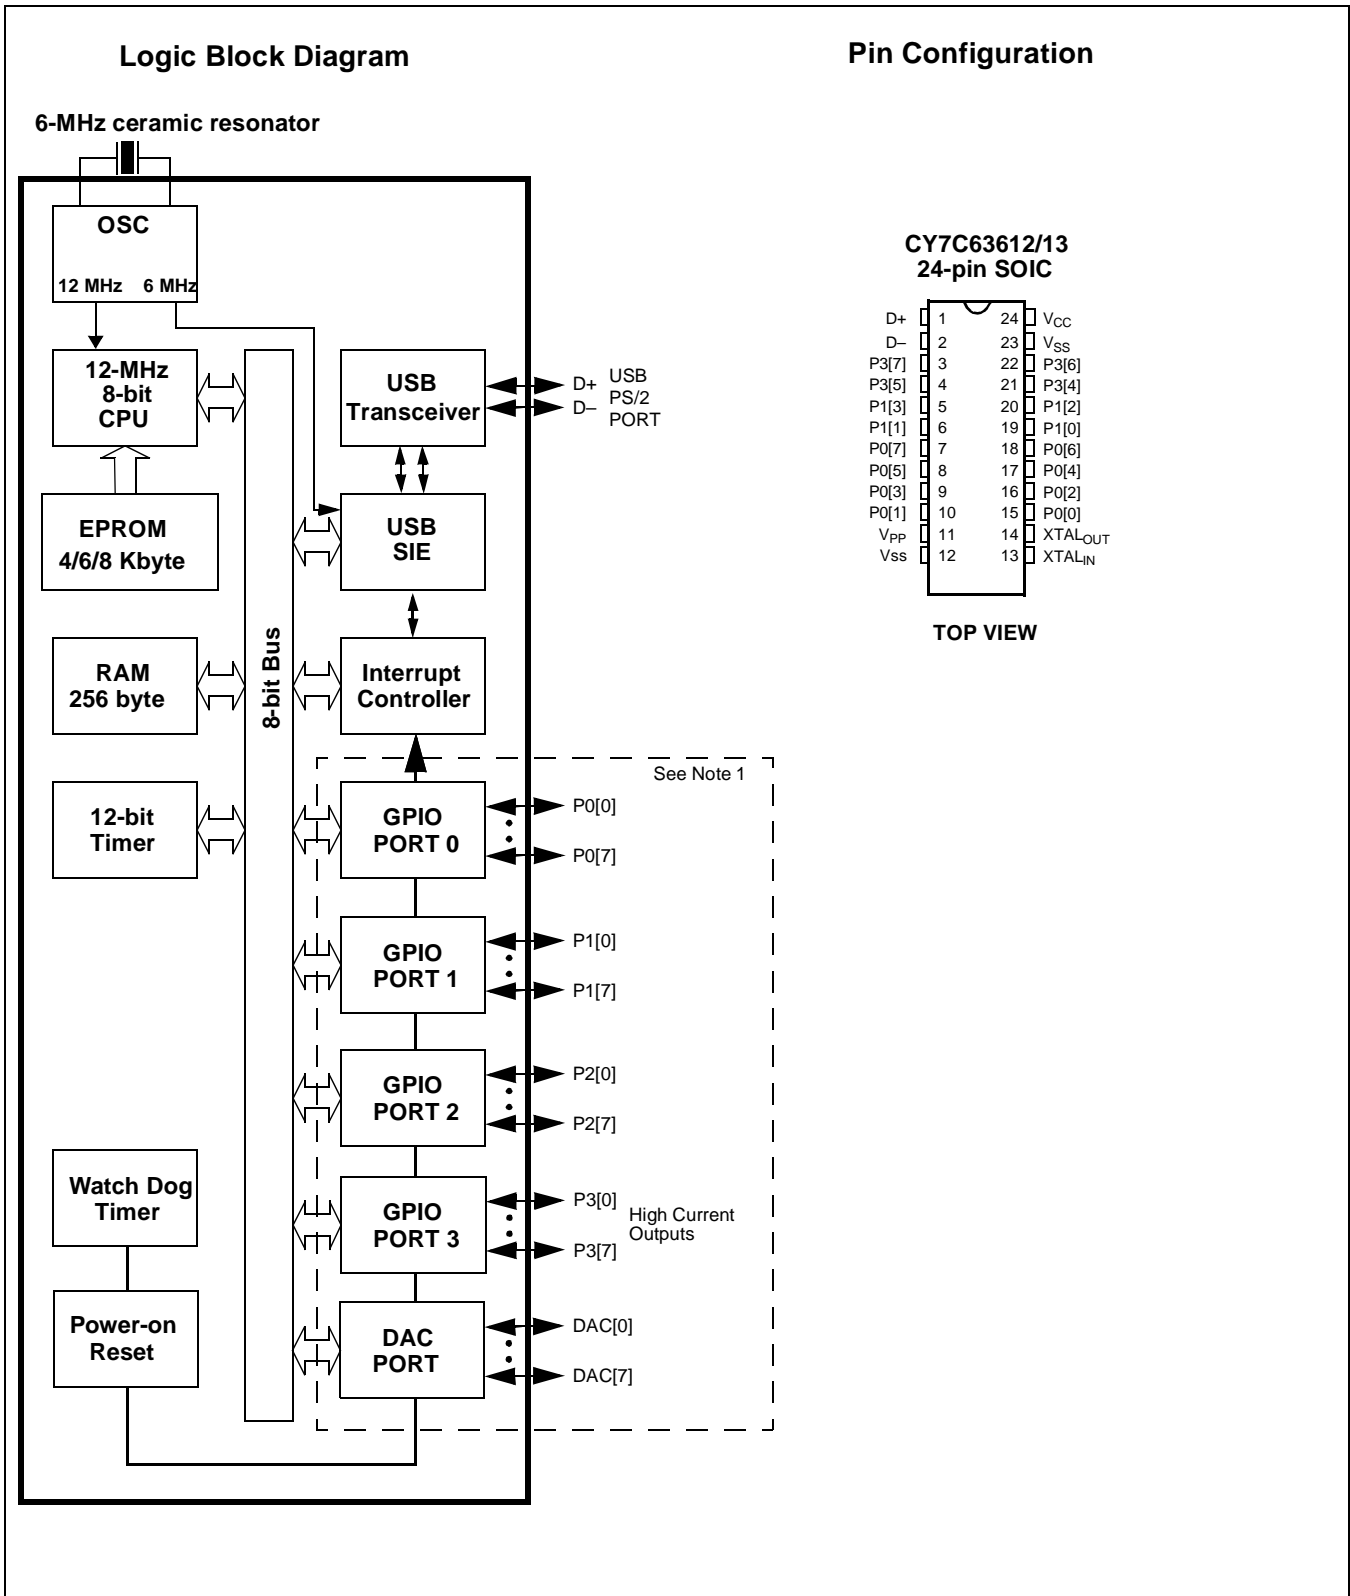 Logic Block Diagram
Pin Configuration
6-MHz ceramic resonator
OSC
12 MHz 6 MHz
12-MHz
8-bit
CPU
EPROM
4/6/8 Kbyte
RAM
256 byte
12-bit
Timer
Watch Dog
Timer
Power-on
Reset
8-bit Bus
USB
Transceiver
D+
D–
USB
PS/2
PORT
USB
SIE
Interrupt
Controller
See Note 1
GPIO
PORT 0
P0[0]
P0[7]
GPIO
PORT 1
P1[0]
P1[7]
GPIO
PORT 2
P2[0]
P2[7]
GPIO
PORT 3
P3[0]
P3[7]
High Current
Outputs
DAC
PORT
DAC[0]
DAC[7]
CY7C63612/13
24-pin SOIC
D+ 1 24 VCC
D– 2 23 VSS
P3[7] 3 22 P3[6]
P3[5] 4 21 P3[4]
P1[3] 5 20 P1[2]
P1[1] 6 19 P1[0]
P0[7] 7 18 P0[6]
P0[5] 8 17 P0[4]
P0[3] 9 16 P0[2]
P0[1] 10 15 P0[0]
VPP 11 14 XTALOUT
Vss 12 13 XTALIN
TOP VIEW